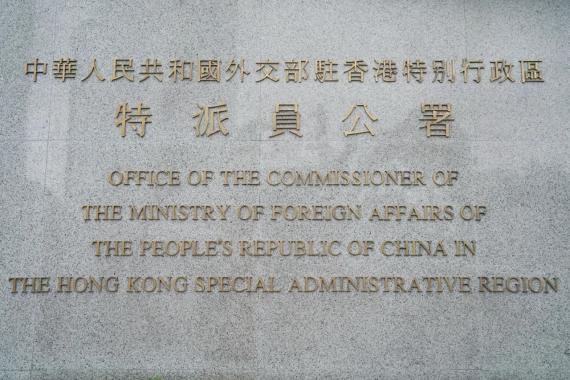 中華人民共和國外交部駐香港特別行政區
特派員公署
OFFICE OF THE COMMISSIONER OF
THE MINISTRY OF FOREIGN AFFAIRS OF
THE PEOPLE'S REPUBLIC OF CHINA IN
THE HONG KONG SPECIAL ADMINISTRATIVE REGION